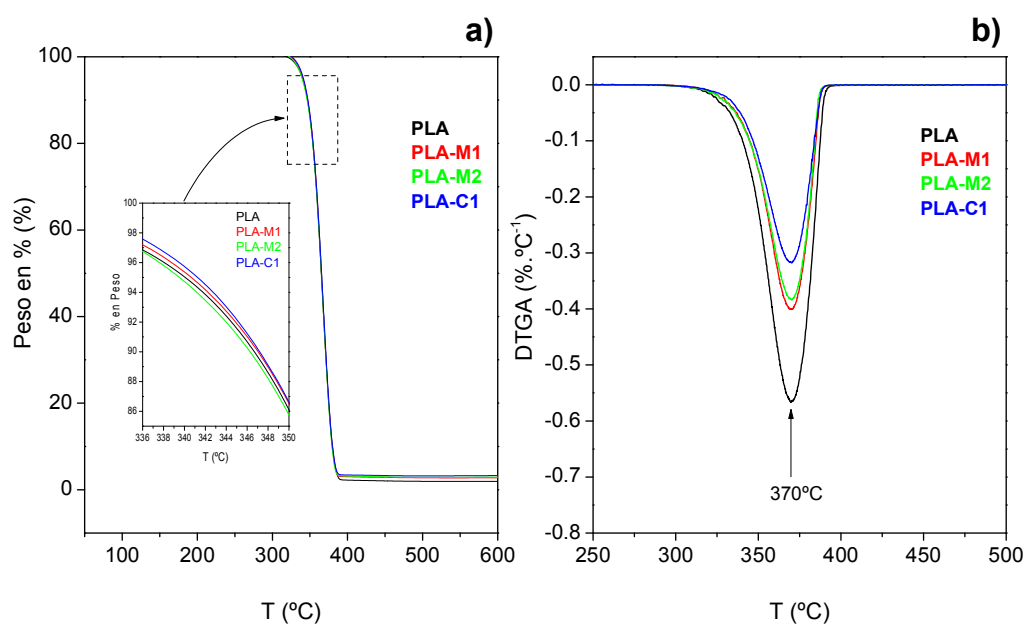 a)
100
80
60
40
20
0
Peso en % (%)
PLA
PLA-M1
PLA-M2
PLA-C1
100
98
96
94
92
90
88
86
% en Peso
PLA
PLA-M1
PLA-M2
PLA-C1
336 338 340 342 344 346 348 350
T (ºC)
100 200 300 400 500 600
T (ºC)
b)
0.0
-0.1
-0.2
-0.3
-0.4
-0.5
-0.6
-0.7
-0.8
DTGA (%.ºC-1)
PLA
PLA-M1
PLA-M2
PLA-C1
370ºC
250 300 350 400 450 500
T (ºC)